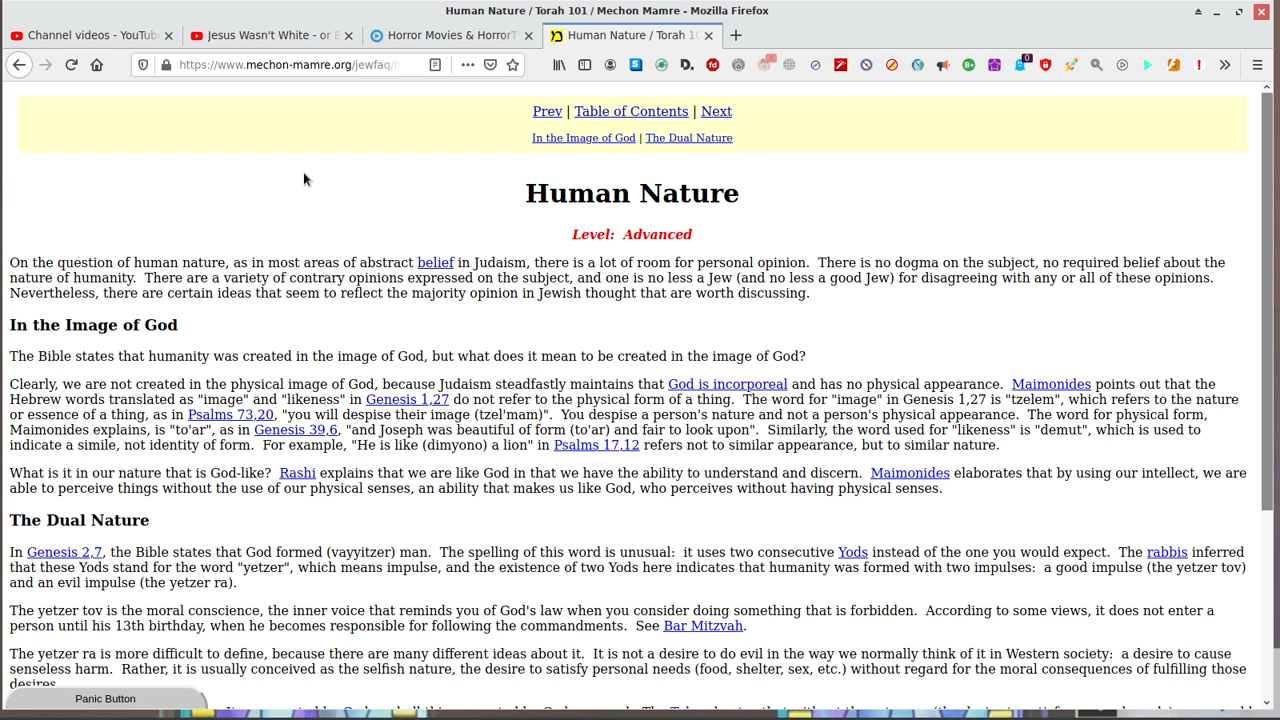 Human Nature / Torah 101 / Mechon Mamre - Mozilla Firefox
Channel videos - YouTub
Jesus Wasn't White - or
Horror Movies & Horror
Human Nature / Torah 10
https://www.mechon-mamre.org/jewfaq/
Prev | Table of Contents | Next
In the Image of God | The Dual Nature
Human Nature
Level: Advanced
On the question of human nature, as in most areas of abstract belief in Judaism, there is a lot of room for personal opinion. There is no dogma on the subject, no required belief about the
nature of humanity. There are a variety of contrary opinions expressed on the subject, and one is no less a Jew (and no less a good Jew) for disagreeing with any or all of these opinions.
Nevertheless, there are certain ideas that seem to reflect the majority opinion in Jewish thought that are worth discussing.
In the Image of God
The Bible states that humanity was created in the image of God, but what does it mean to be created in the image of God?
Clearly, we are not created in the physical image of God, because Judaism steadfastly maintains that God is incorporeal and has no physical appearance. Maimonides points out that the
Hebrew words translated as "image" and "likeness" in Genesis 1,27 do not refer to the physical form of a thing. The word for "image" in Genesis 1,27 is "tzelem", which refers to the nature
or essence of a thing, as in Psalms 73,20, "you will despise their image (tzel'mam)". You despise a person's nature and not a person's physical appearance. The word for physical form,
Maimonides explains, is "to'ar", as in Genesis 39,6, "and Joseph was beautiful of form (to'ar) and fair to look upon". Similarly, the word used for "likeness" is "demut", which is used to
indicate a simile, not identity of form. For example, "He is like (dimyono) a lion" in Psalms 17,12 refers not to similar appearance, but to similar nature.
What is it in our nature that is God-like? Rashi explains that we are like God in that we have the ability to understand and discern. Maimonides elaborates that by using our intellect, we are
able to perceive things without the use of our physical senses, an ability that makes us like God, who perceives without having physical senses.
The Dual Nature
In Genesis 2,7, the Bible states that God formed (vayyitzer) man. The spelling of this word is unusual: it uses two consecutive Yods instead of the one you would expect. The rabbis inferred
that these Yods stand for the word "yetzer", which means impulse, and the existence of two Yods here indicates that humanity was formed with two impulses: a good impulse (the yetzer tov)
and an evil impulse (the yetzer ra).
The yetzer tov is the moral conscience, the inner voice that reminds you of God's law when you consider doing something that is forbidden. According to some views, it does not enter a
person until his 13th birthday, when he becomes responsible for following the commandments. See Bar Mitzvah.
The yetzer ra is more difficult to define, because there are many different ideas about it. It is not a desire to do evil in the way we normally think of it in Western society: a desire to cause
senseless harm. Rather, it is usually conceived as the selfish nature, the desire to satisfy personal needs (food, shelter, sex, etc.) without regard for the moral consequences of fulfilling those
desires.
Panic Button